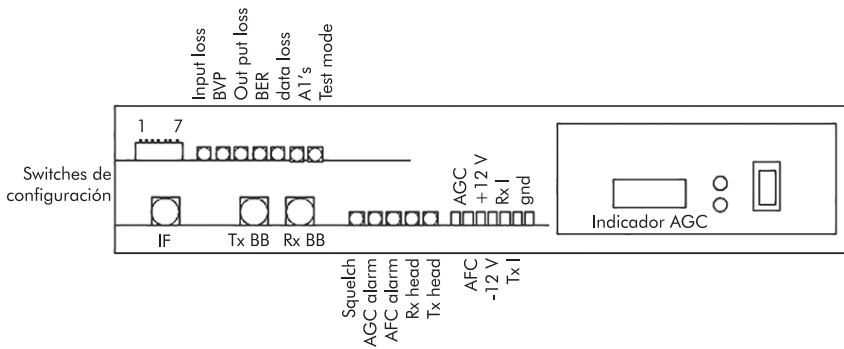 Input loss
BVP
Out put loss
BER
data loss
A1's
Test mode
1 7
Switches de
configuración
IF
Tx BB
Rx BB
AGC
+12 V
Rx I
gnd
Indicador AGC
Squelch
AGC alarm
AFC alarm
Rx head
Tx head
AFC
-12 V
Tx I